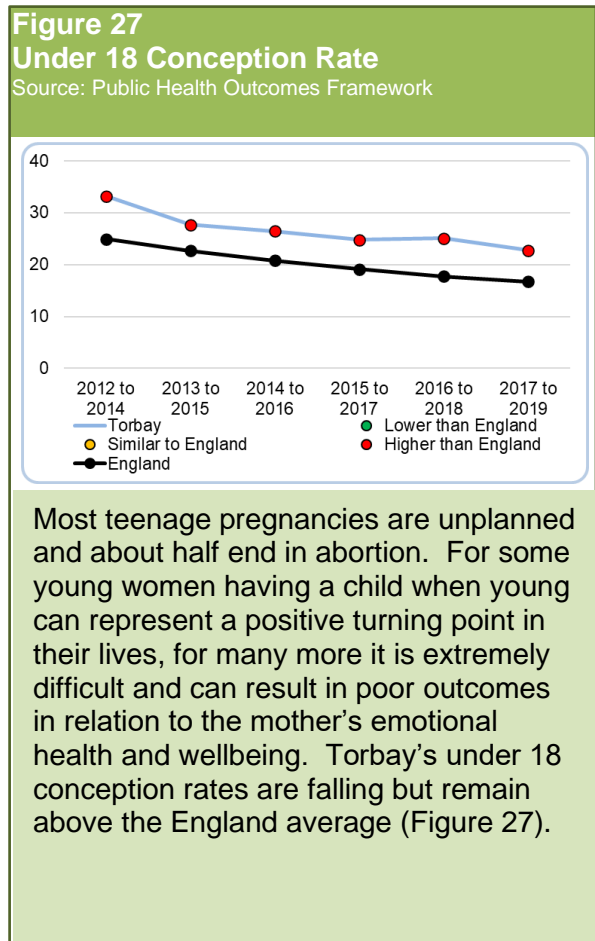 Figure 27
Under 18 Conception Rate
Source: Public Health Outcomes Framework
40
30
20
10
0
2012 to 2014
2013 to 2015
2014 to 2016
2015 to 2017
2016 to 2018
2017 to 2019
Torbay
Lower than England
Similar to England
Higher than England
England
Most teenage pregnancies are unplanned
and about half end in abortion.  For some
young women having a child when young
can represent a positive turning point in
their lives, for many more it is extremely
difficult and can result in poor outcomes
in relation to the mother's emotional
health and wellbeing.  Torbay's under 18
conception rates are falling but remain
above the England average (Figure 27).